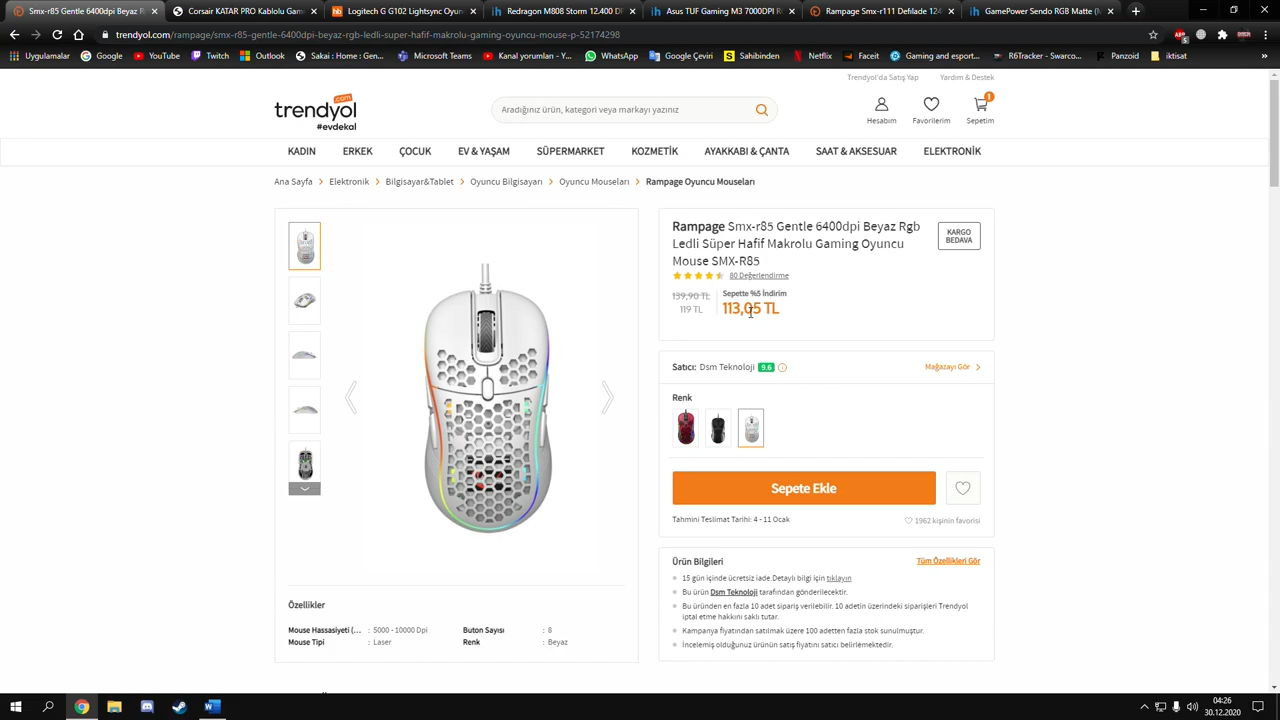 SMX-r85 Gentle 6400dpi Beyaz R
Corsair KATAR PRO Kablosuz
G102 Lightsync Optik Oyuncu
Redragon M808 Storm 12,400 DP
Asus TUF Gaming M3 7000DPI RG
Rampage Smx-r111 Demon 2400
SteelSeries Sensei 310 RGB Matte (M
trendyol.com/rampage/smx-r85-gentle-6400dpi-beyaz-rgb-ledli-super-hafif-makrolu-gaming-oyuncu-mouse-p-52174298
Uygulamalar
Google
YouTube
Twitch
Outlook
Sakai : Home : Gen...
Microsoft Teams
Kanal yorumları - Y...
WhatsApp
Google Çeviri
Sahibinden
Netflix
Faceit
Gaming and esport...
R6Tracker - Swarco...
Panzoid
iktisat
»
Trendyol'da Satış Yap
Yardım & Destek
trendyol
.com
#evdekal
Aradığınız ürün, kategori veya markayı yazınız
1
Hesabım
Favorilerim
Sepetim
KADIN
ERKEK
ÇOCUK
EV & YAŞAM
SÜPERMARKET
KOZMETİK
AYAKKABI & ÇANTA
SAAT & AKSESUAR
ELEKTRONİK
Ana Sayfa > Elektronik > Bilgisayar&Tablet > Oyuncu Bilgisayarı > Oyuncu Mouseları > Rampage Oyuncu Mouseları
Rampage Smx-r85 Gentle 6400dpi Beyaz Rgb
Ledli Süper Hafif Makrolu Gaming Oyuncu
Mouse SMX-R85
KARGO
BEDAVA
80 Değerlendirme
139,90 TL
119 TL
Sepette %5 İndirim
113,05 TL
Satıcı: Dsm Teknoloji 9.6
Mağazayı Gör
Renk
Sepete Ekle
Tahmini Teslimat Tarihi: 4 - 11 Ocak
1962 kişinin favorisi
Ürün Bilgileri
Tüm Özellikleri Gör
15 gün içinde ücretsiz iade.Detaylı bilgi için tıklayın
Bu ürün Dsm Teknoloji tarafından gönderilecektir.
Bu üründen en fazla 10 adet sipariş verilebilir. 10 adetin üzerindeki siparişleri Trendyol
iptal etme hakkını saklı tutar.
Kampanya fiyatından satılmak üzere 100 adetten fazla stok sunulmuştur.
İncelemiş olduğunuz ürünün satış fiyatını satıcı belirlemektedir.
Özellikler
Mouse Hassasiyeti (... : 5000 - 10000 Dpi
Buton Sayısı : 8
Mouse Tipi : Laser
Renk : Beyaz
04:26
30.12.2020